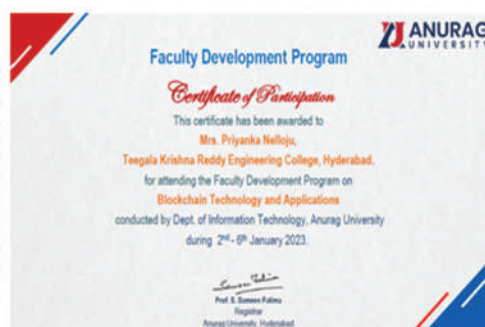 ANURAG
UNIVERSITY
Faculty Development Program
Certificate of Participation
This certificate has been awarded to
Mrs. Priyanka Nelloju,
Teegala Krishna Reddy Engineering College, Hyderabad.
for attending the Faculty Development Program on
Blockchain Technology and Applications
conducted by Dept. of Information Technology, Anurag University
during 2nd - 6th January 2023.
Prof. S. Sameen Fatima
Registrar
Anurag University, Hyderabad